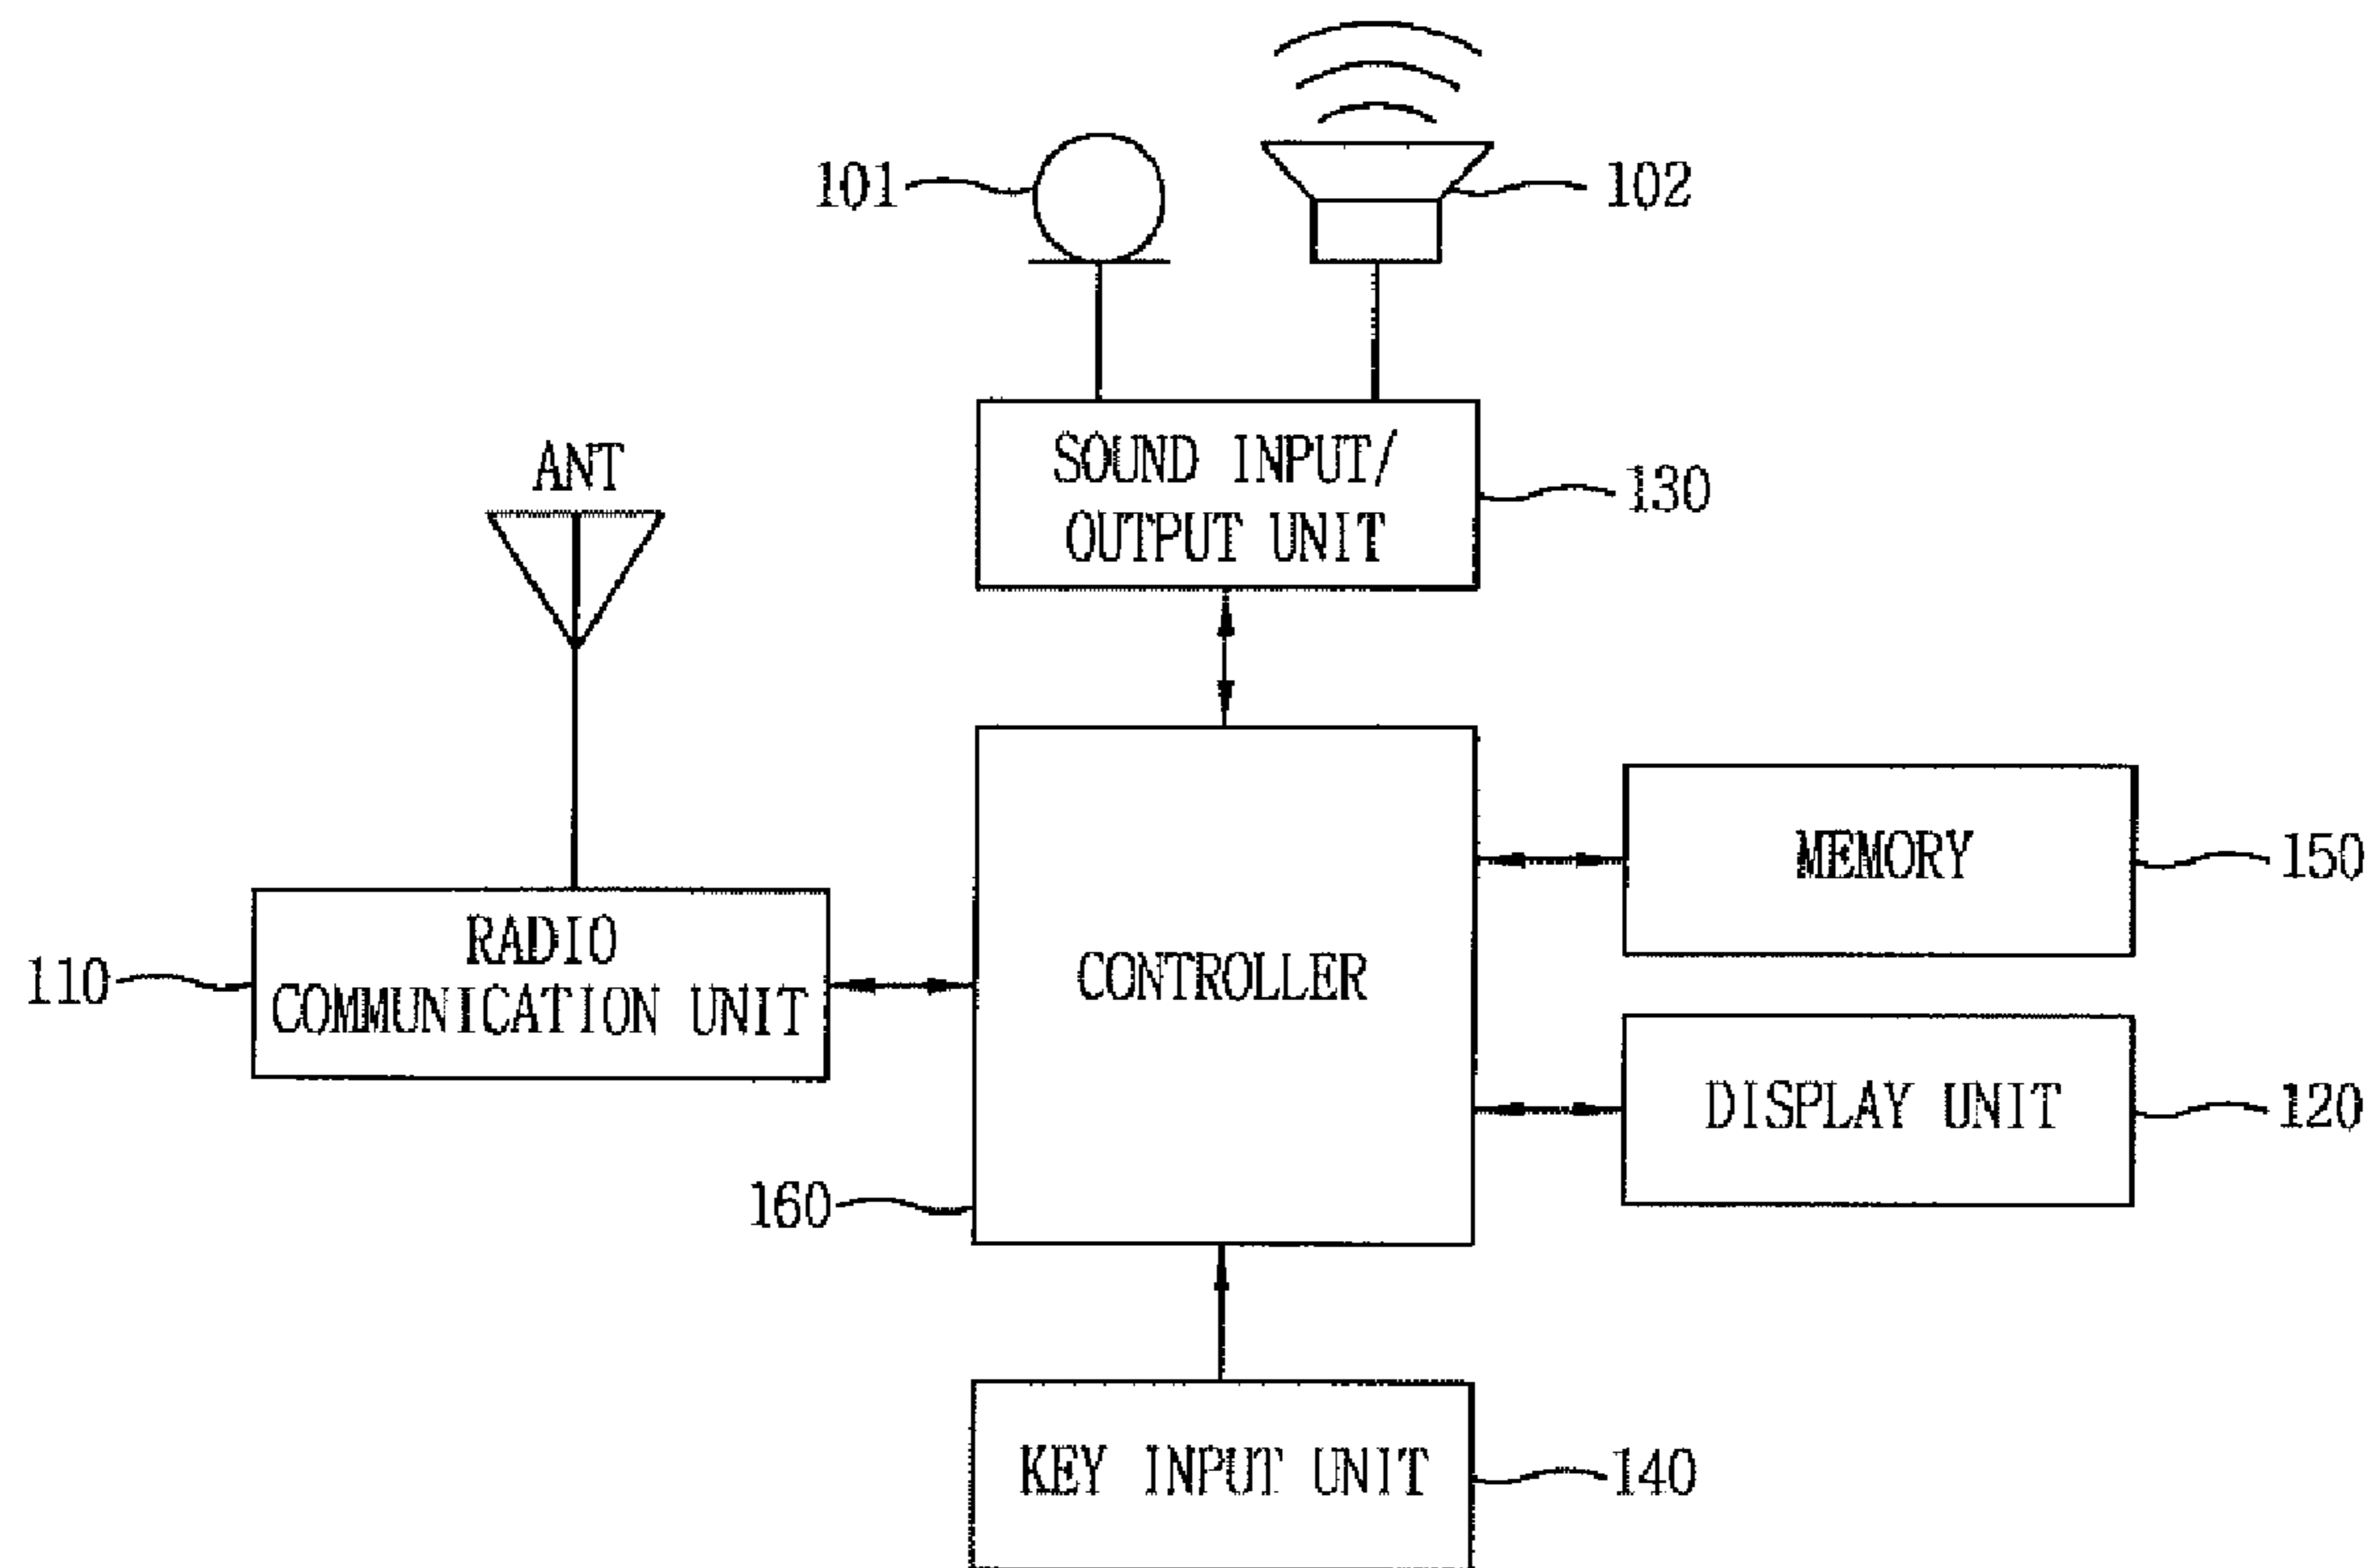 101
102
ANT
SOUND INPUT/
OUTPUT UNIT
130
RADIO
COMMUNICATION UNIT
110
CONTROLLER
160
MEMORY
150
DISPLAY UNIT
120
KEY INPUT UNIT
140